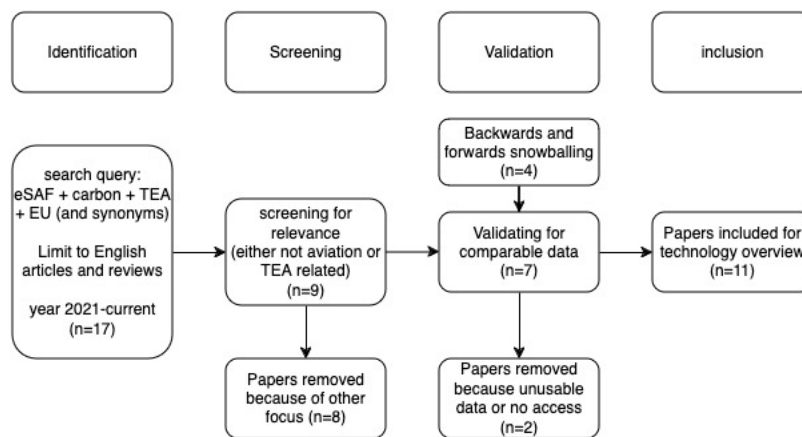 Identification
Screening
Validation
inclusion
search query:
eSAF + carbon + TEA
+ EU (and synonyms)
Limit to English
articles and reviews
year 2021-current
(n=17)
screening for
relevance
(either not aviation or
TEA related)
(n=9)
Papers removed
because of other
focus (n=8)
Backwards and
forwards snowballing
(n=4)
Validating for
comparable data
(n=7)
Papers removed
because unusable
data or no access
(n=2)
Papers included for
technology overview
(n=11)